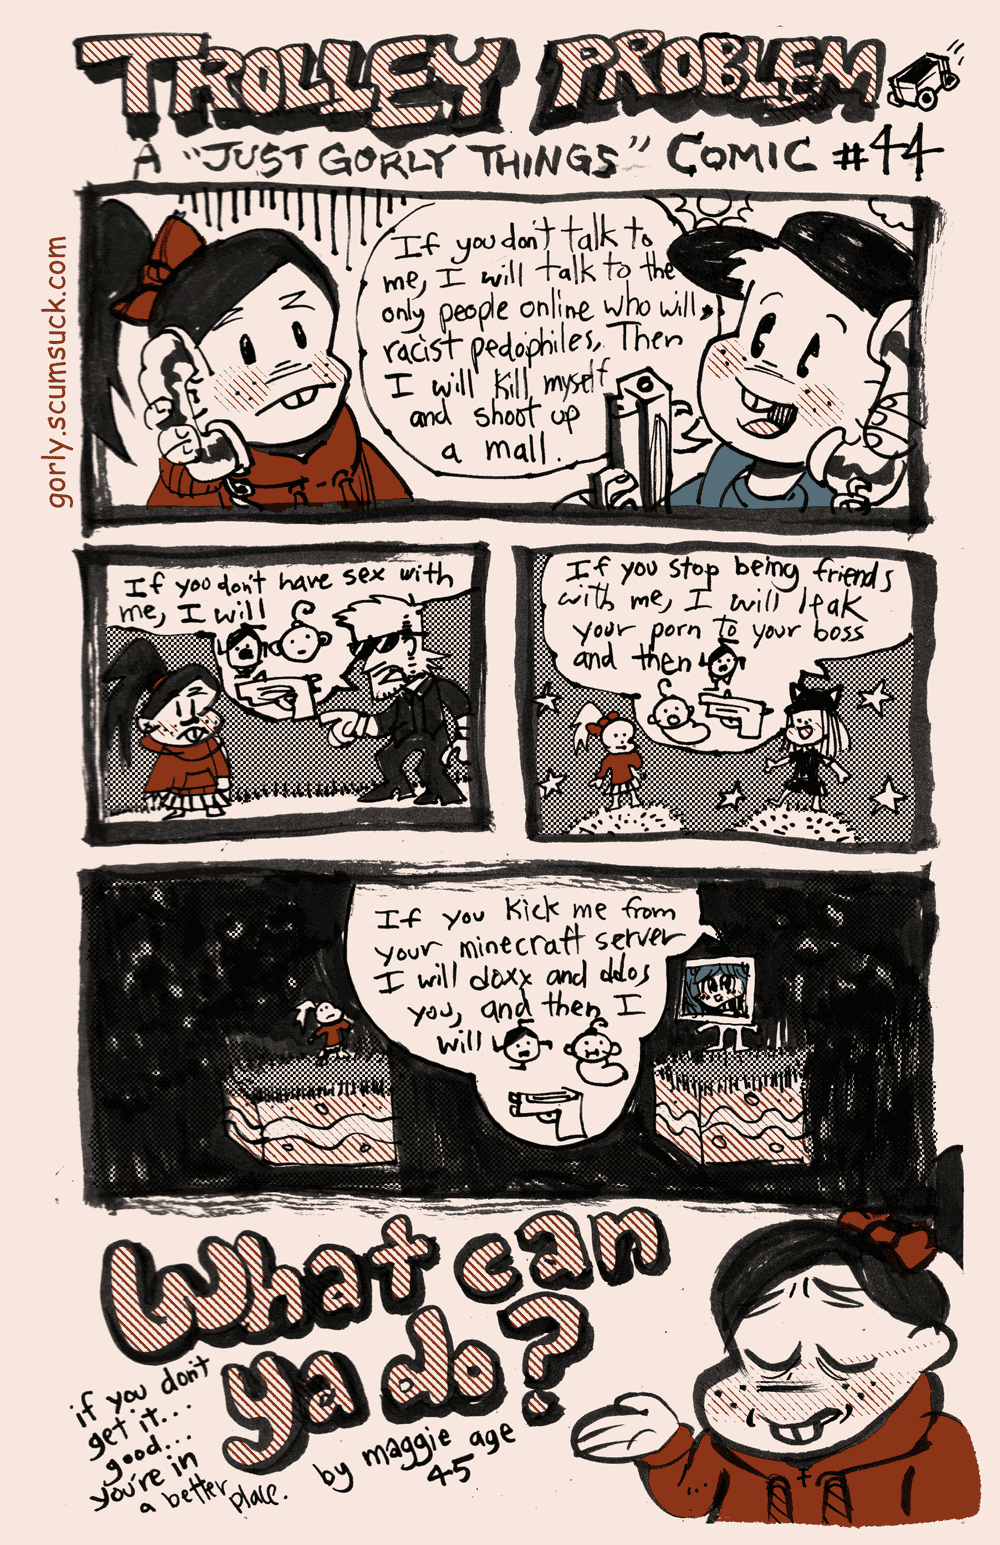 TROLLEY PROBLEM
A "JUST GORLY THINGS" COMIC #44
gorly.scumsuck.com
If you don't talk to
me, I will talk to the
only people online who will,
racist pedophiles, Then
I will kill myself
and shoot up
a mall.
If you don't have sex with
me, I will
If you stop being friends
with me, I will leak
your porn to your boss
and then
If you kick me from
your minecraft server
I will doxx and ddos
you, and then I
will
What can
ya do?
if you don't
get it...
good...
you're in
a better place.
by maggie age
45